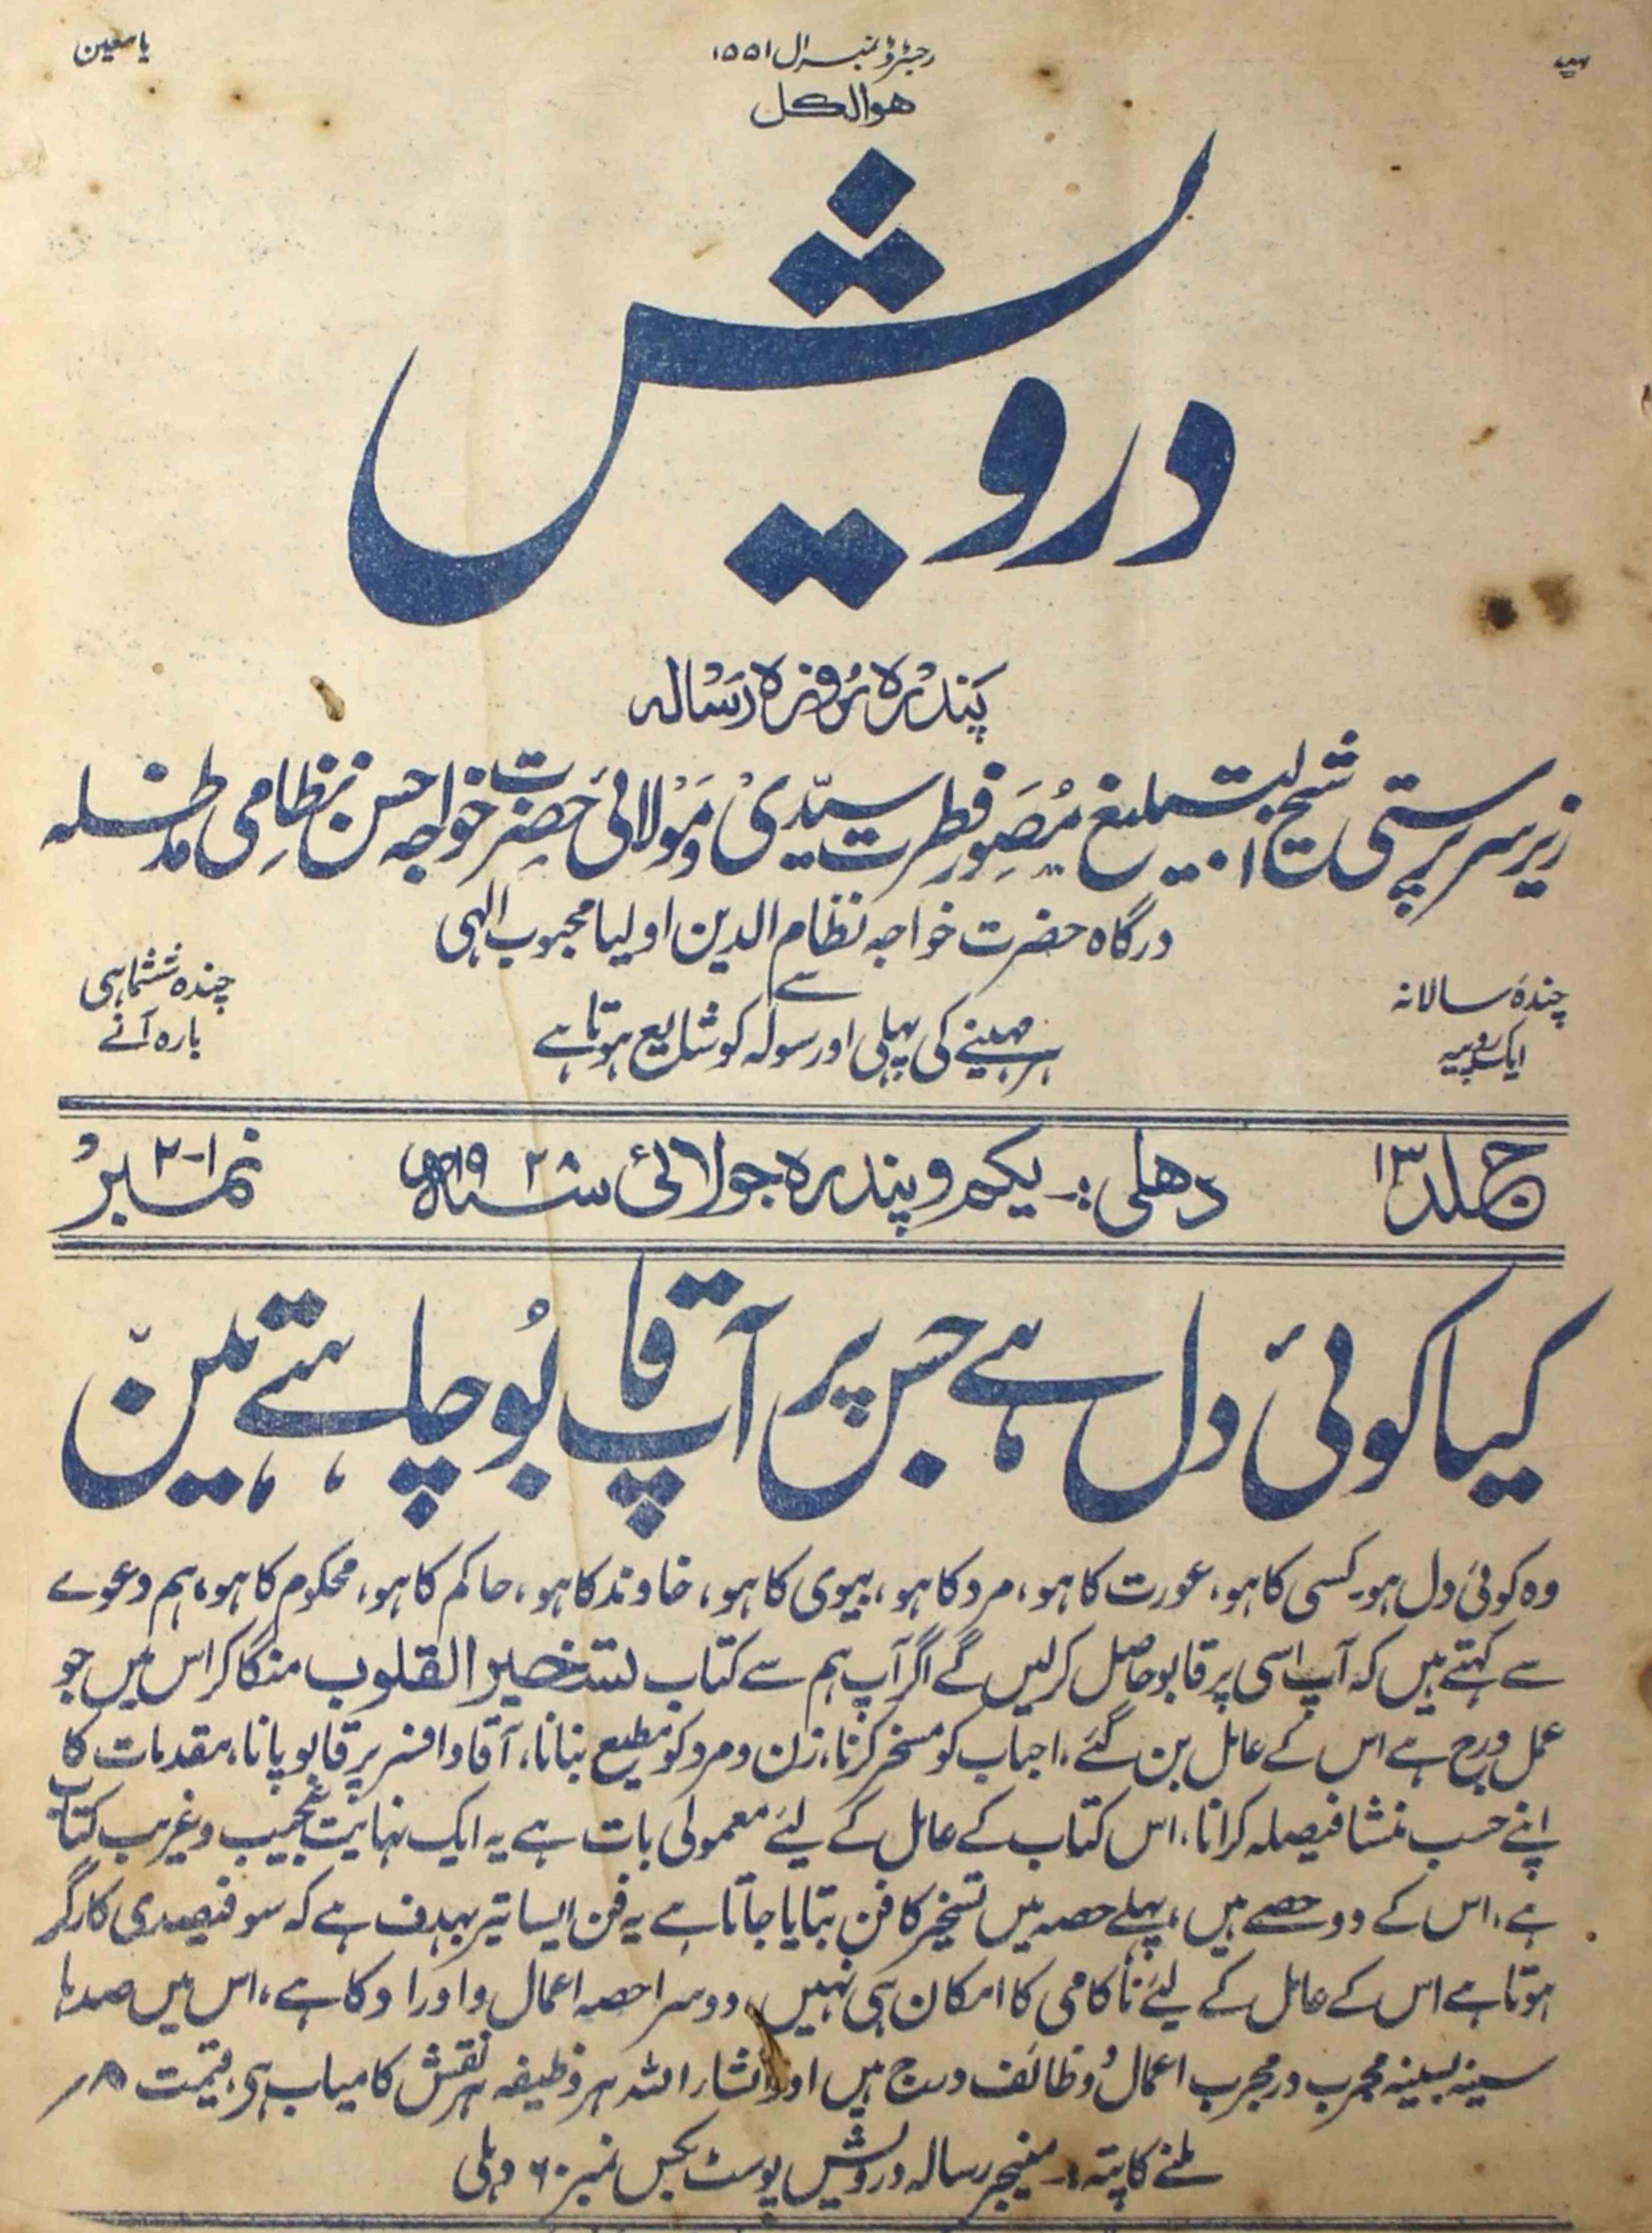 یا معین
رجسٹرڈ نمبر ال ۱۵۵۱
ھوالکل
درویش
پندرہ روزہ رسالہ
زیر سرپرستی شیخ التبلیغ مصور فطرت سیدی و مولائی حضرت خواجہ حسن نظامی مدظلہ
درگاہ حضرت خواجہ نظام الدین اولیا محبوب الٰہی
سے
ہر مہینے کی پہلی اور سولہ کو شایع ہوتا ہے
چندہ سالانہ
ایک روپیہ
چندہ ششماہی
بارہ آنے
جلد ۱۳ دھلی :۔ یکم و پندرہ جولائی سنہ ۱۹۲۸ء نمبر ۱-۲
کیا کوئی دل ہے جس پر آپ قابو چاہتے ہیں
وہ کوئی دل ہو۔ کسی کا ہو، عورت کا ہو، مرد کا ہو، بیوی کا ہو، خاوند کا ہو، حاکم کا ہو، محکوم کا ہو، ہم دعوے
سے کہتے ہیں کہ آپ اسی پر قابو حاصل کرلیں گے اگر آپ ہم سے کتاب تسخیر القلوب منگا کر اس میں جو
عمل درج ہے اس کے عامل بن گئے، احباب کو مسخر کرنا، زن و مرد کو مطیع بنانا، آقا و افسر پر قابو پانا، مقدمات کا
اپنے حسب منشا فیصلہ کرانا، اس کتاب کے عامل کے لیئے معمولی بات ہے یہ ایک نہایت عجیب و غریب کتاب
ہے، اس کے دو حصے ہیں، پہلے حصہ میں تسخیر کا فن بتایا جاتا ہے یہ فن ایسا تیر بہدف ہے کہ سو فیصدی کارگر
ہوتا ہے اس کے عامل کے لیئے ناکامی کا امکان ہی نہیں، دوسرا حصہ اعمال و اوراد کا ہے، اس میں صدہا
سینہ بسینہ مجرب در مجرب اعمال و وظائف درج ہیں اور انشاء اللہ ہر وظیفہ ہر نقش کامیاب ہی، قیمت ۸؍
ملنے کا پتہ :۔ منیجر رسالہ درویش پوسٹ بکس نمبر ۶۰ دہلی